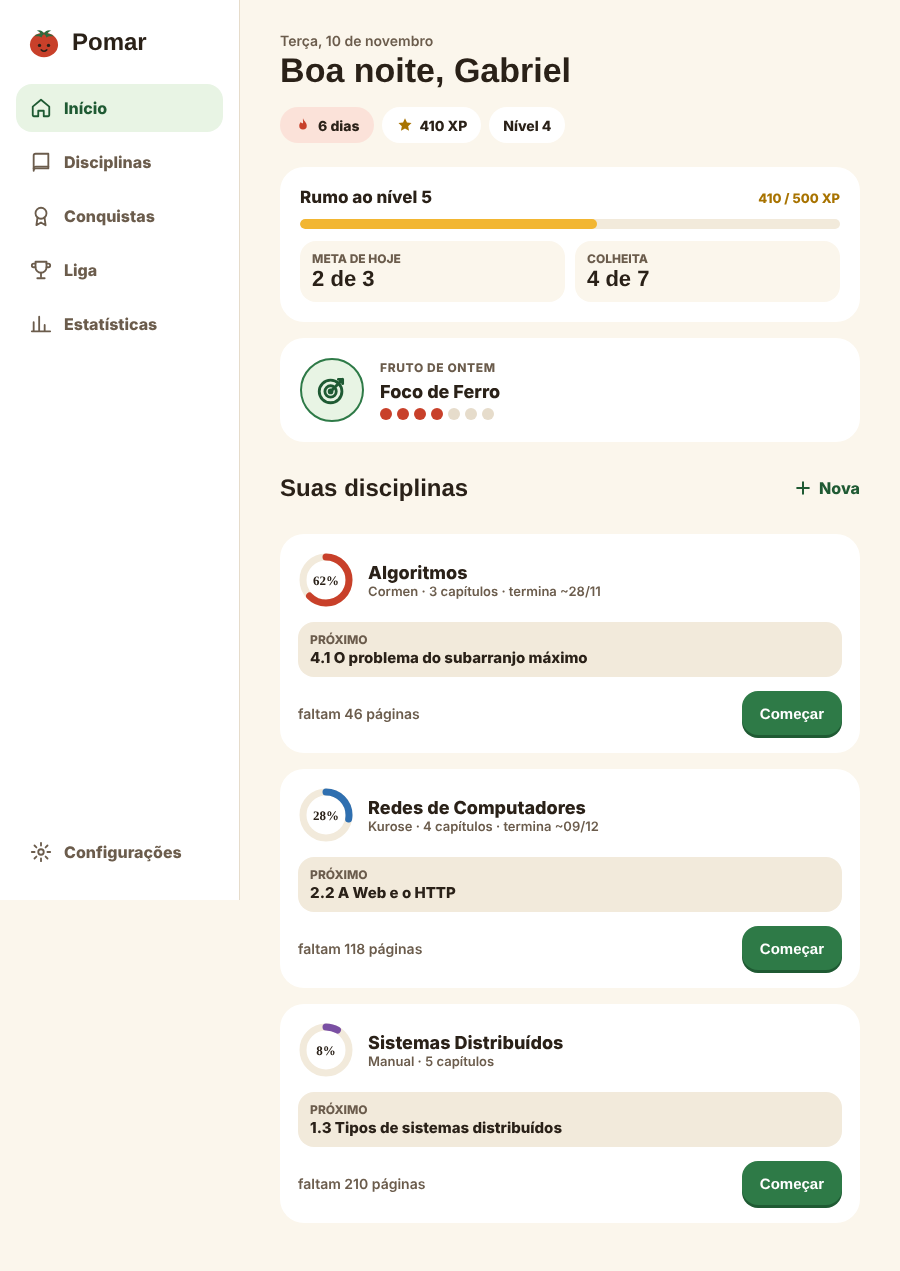 Pomar
Início
Disciplinas
Conquistas
Liga
Estatísticas
Configurações
Terça, 10 de novembro
Boa noite, Gabriel
6 dias
410 XP
Nível 4
Rumo ao nível 5
410 / 500 XP
META DE HOJE
2 de 3
COLHEITA
4 de 7
FRUTO DE ONTEM
Foco de Ferro
Suas disciplinas
Nova
62%
Algoritmos
Cormen · 3 capítulos · termina ~28/11
PRÓXIMO
4.1 O problema do subarranjo máximo
faltam 46 páginas
Começar
28%
Redes de Computadores
Kurose · 4 capítulos · termina ~09/12
PRÓXIMO
2.2 A Web e o HTTP
faltam 118 páginas
Começar
8%
Sistemas Distribuídos
Manual · 5 capítulos
PRÓXIMO
1.3 Tipos de sistemas distribuídos
faltam 210 páginas
Começar